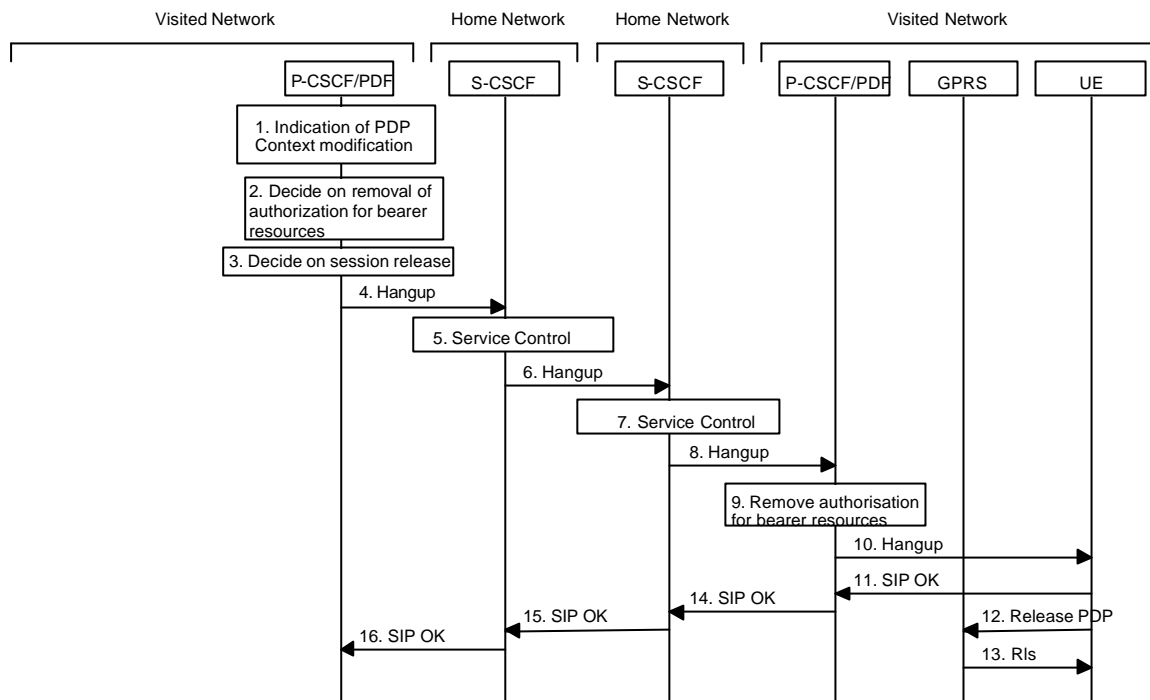 Visited Network
Home Network
Home Network
Visited Network
P-CSCF/PDF
S-CSCF
S-CSCF
P-CSCF/PDF
GPRS
UE
1. Indication of PDP
Context modification
2. Decide on removal of
authorization for bearer
resources
3. Decide on session release
4. Hangup
5. Service Control
6. Hangup
7. Service Control
8. Hangup
9. Remove authorisation
for bearer resources
10. Hangup
11. SIP OK
14. SIP OK
15. SIP OK
12. Release PDP
16. SIP OK
13. Rls